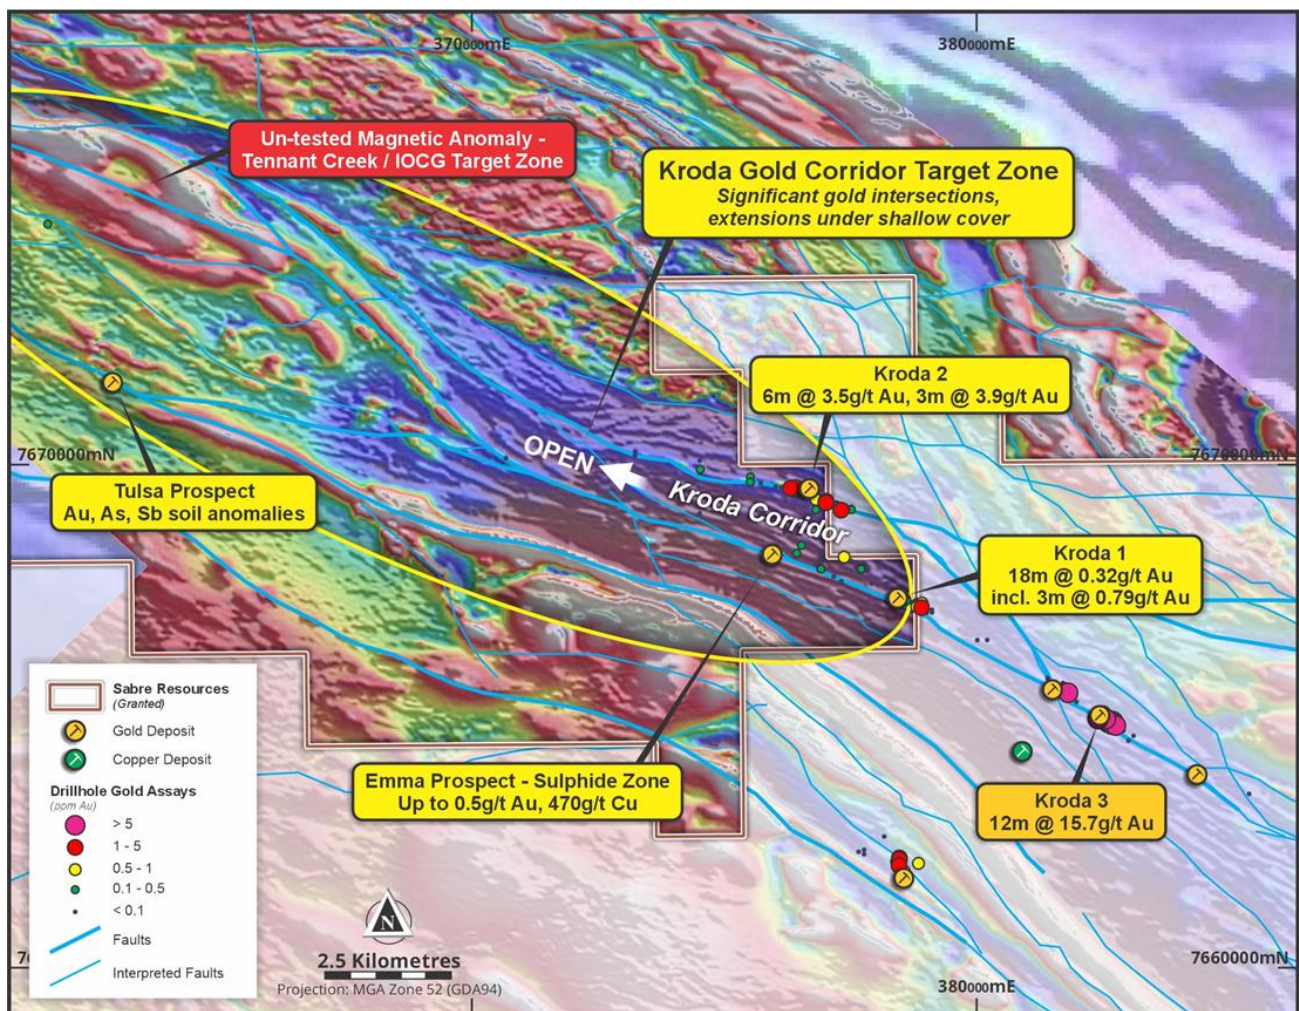 370000mE
380000mE
Un-tested Magnetic Anomaly -
Tennant Creek / IOCG Target Zone
Kroda Gold Corridor Target Zone
Significant gold intersections,
extensions under shallow cover
Kroda 2
6m @ 3.5g/t Au, 3m @ 3.9g/t Au
7670000mN
7670000mN
OPEN
Kroda Corridor
Tulsa Prospect
Au, As, Sb soil anomalies
Kroda 1
18m @ 0.32g/t Au
incl. 3m @ 0.79g/t Au
Emma Prospect - Sulphide Zone
Up to 0.5g/t Au, 470g/t Cu
Kroda 3
12m @ 15.7g/t Au
Sabre Resources
(Granted)
Gold Deposit
Copper Deposit
Drillhole Gold Assays
(ppm Au)
> 5
1 - 5
0.5 - 1
0.1 - 0.5
< 0.1
Faults
Interpreted Faults
N
2.5 Kilometres
Projection: MGA Zone 52 (GDA94)
7660000mN
380000mE